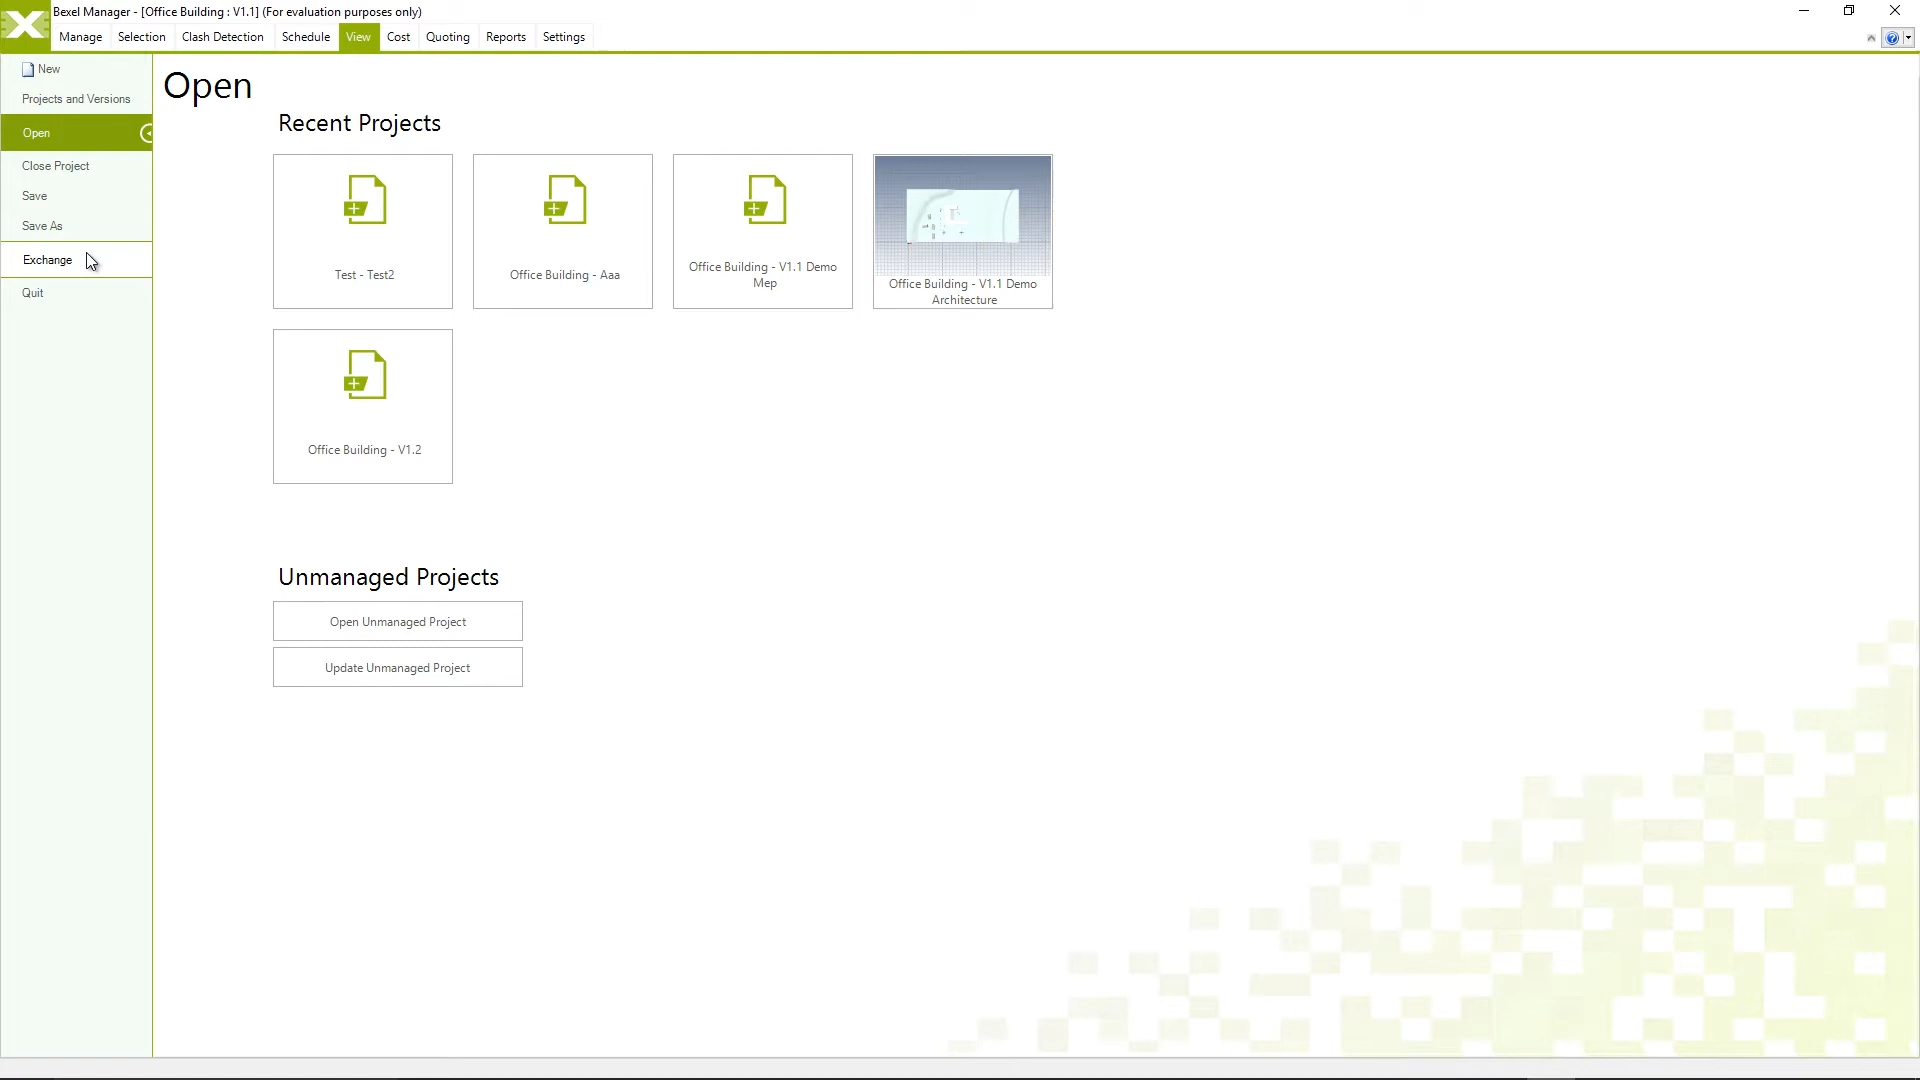 Bexel Manager - [Office Building : V1.1] (For evaluation purposes only)
Manage Selection Clash Detection Schedule View Cost Quoting Reports Settings
New
Projects and Versions
Open
Close Project
Save
Save As
Exchange
Quit
Open
Recent Projects
Test - Test2
Office Building - Aaa
Office Building - V1.1 Demo
Mep
Office Building - V1.1 Demo
Architecture
Office Building - V1.2
Unmanaged Projects
Open Unmanaged Project
Update Unmanaged Project